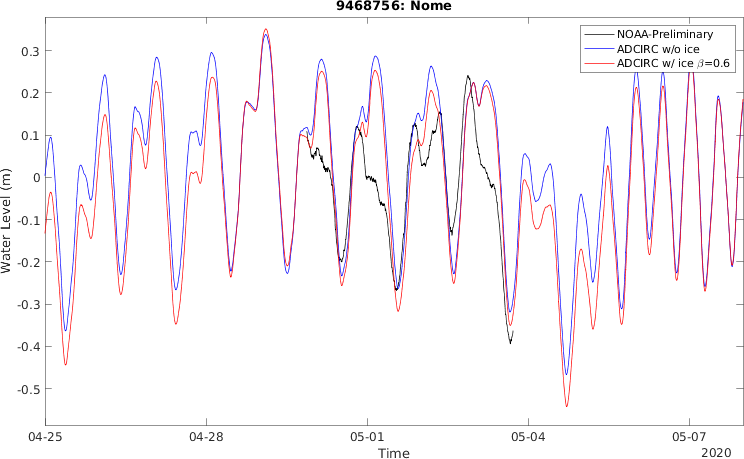 9468756: Nome
NOAA-Preliminary
ADCIRC w/o ice
ADCIRC w/ ice β=0.6
Water Level (m)
0.3
0.2
0.1
0
-0.1
-0.2
-0.3
-0.4
-0.5
04-25
04-28
05-01
05-04
05-07
Time
2020